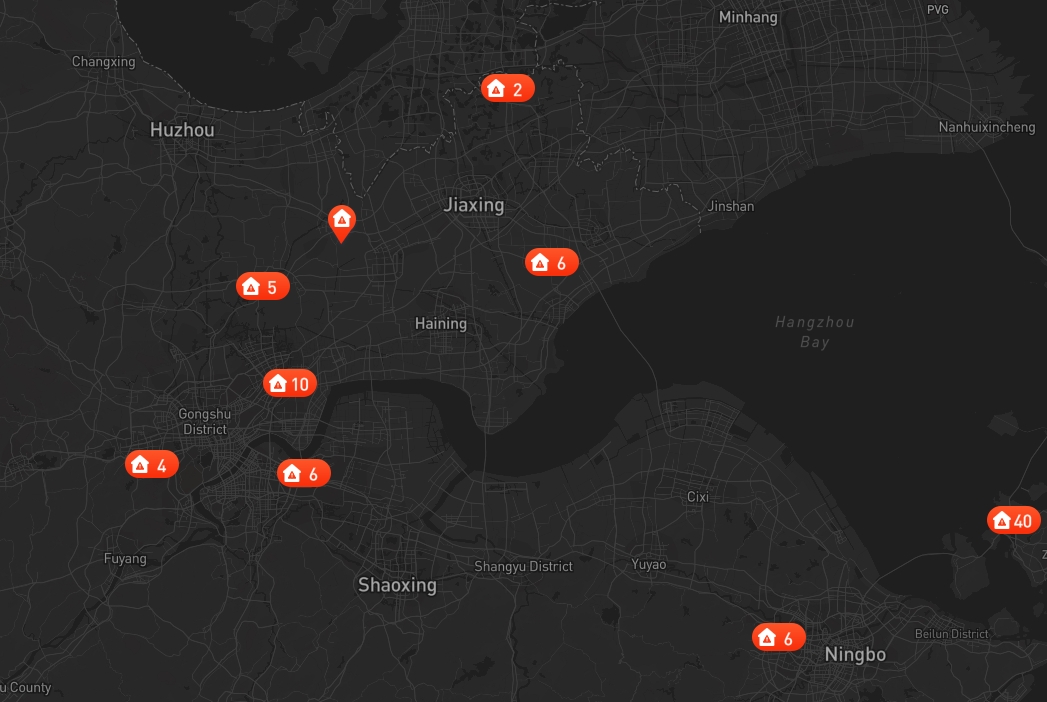 PVG
Minhang
Changxing
2
Nanhuixincheng
Huzhou
Jiaxing
Jinshan
6
5
Haining
Hangzhou
Bay
10
Gongshu
District
4
6
Cixi
40
Fuyang
Shangyu District
Yuyao
Shaoxing
Beilun District
6
Ningbo
u County